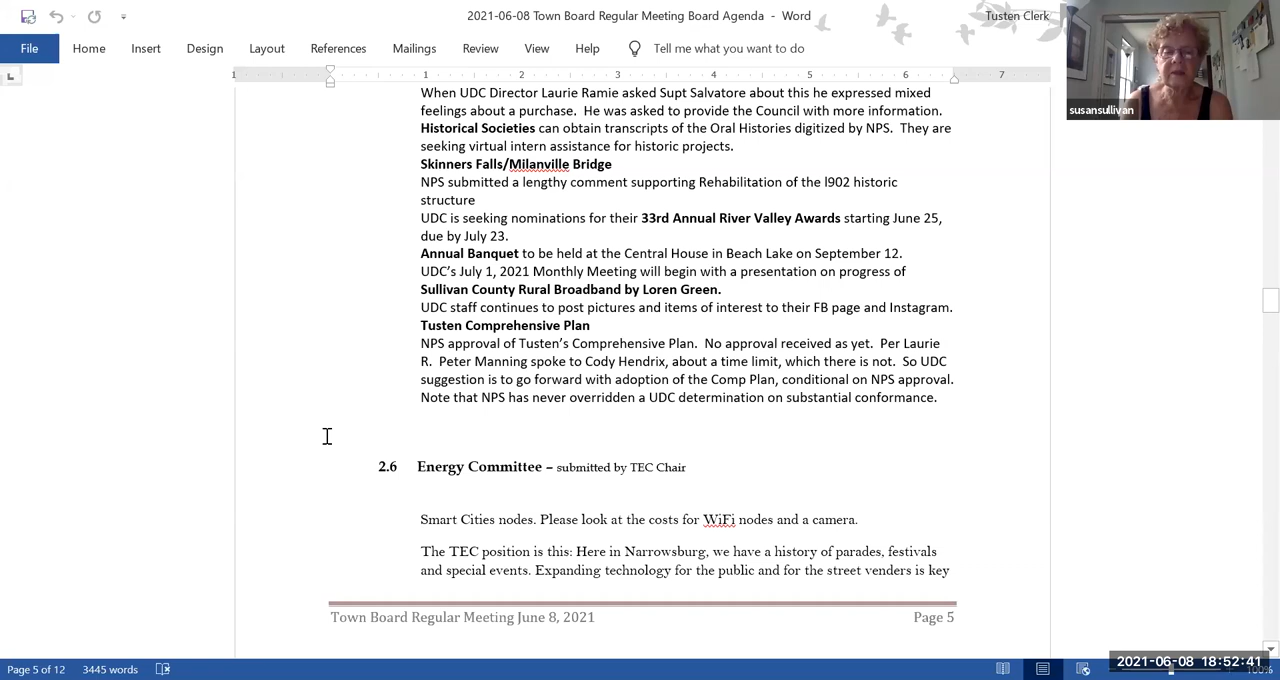 2021-06-08 Town Board Regular Meeting Board Agenda - Word
Tusten Clerk
File Home Insert Design Layout References Mailings Review View Help Tell me what you want to do
susansullivan
1 1 2 3 4 5 6 7
When UDC Director Laurie Ramie asked Supt Salvatore about this he expressed mixed
feelings about a purchase. He was asked to provide the Council with more information.
Historical Societies can obtain transcripts of the Oral Histories digitized by NPS. They are
seeking virtual intern assistance for historic projects.
Skinners Falls/Milanville Bridge
NPS submitted a lengthy comment supporting Rehabilitation of the l902 historic
structure
UDC is seeking nominations for their 33rd Annual River Valley Awards starting June 25,
due by July 23.
Annual Banquet to be held at the Central House in Beach Lake on September 12.
UDC's July 1, 2021 Monthly Meeting will begin with a presentation on progress of
Sullivan County Rural Broadband by Loren Green.
UDC staff continues to post pictures and items of interest to their FB page and Instagram.
Tusten Comprehensive Plan
NPS approval of Tusten's Comprehensive Plan. No approval received as yet. Per Laurie
R. Peter Manning spoke to Cody Hendrix, about a time limit, which there is not. So UDC
suggestion is to go forward with adoption of the Comp Plan, conditional on NPS approval.
Note that NPS has never overridden a UDC determination on substantial conformance.
2.6 Energy Committee – submitted by TEC Chair
Smart Cities nodes. Please look at the costs for WiFi nodes and a camera.
The TEC position is this: Here in Narrowsburg, we have a history of parades, festivals
and special events. Expanding technology for the public and for the street venders is key
Town Board Regular Meeting June 8, 2021 Page 5
Page 5 of 12 3445 words
2021-06-08 18:52:41
100%